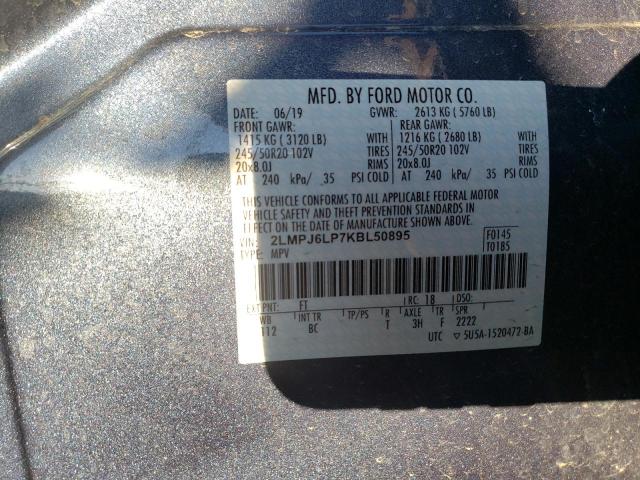 MFD. BY FORD MOTOR CO.
DATE: 06/19 GVWR: 2613 KG (5760 LB)
FRONT GAWR: REAR GAWR:
1415 KG (3120 LB) WITH 1216 KG (2680 LB) WITH
245/50R20 102V TIRES 245/50R20 102V TIRES
20x8.0J RIMS 20x8.0J RIMS
AT 240 kPa/ 35 PSI COLD AT 240 kPa/ 35 PSI COLD
THIS VEHICLE CONFORMS TO ALL APPLICABLE FEDERAL MOTOR
VEHICLE SAFETY AND THEFT PREVENTION STANDARDS IN EFFECT
ON THE DATE OF MANUFACTURE SHOWN ABOVE.
VIN: 2LMPJ6LP7KBL50895 F0145
TYPE: MPV T0185
EXT PNT: FT RC: 18 DSO:
WB INT TR TP/PS R AXLE TR SPR
112 BC T 3H F 2222
UTC ▽ 5U5A-1520472-BA